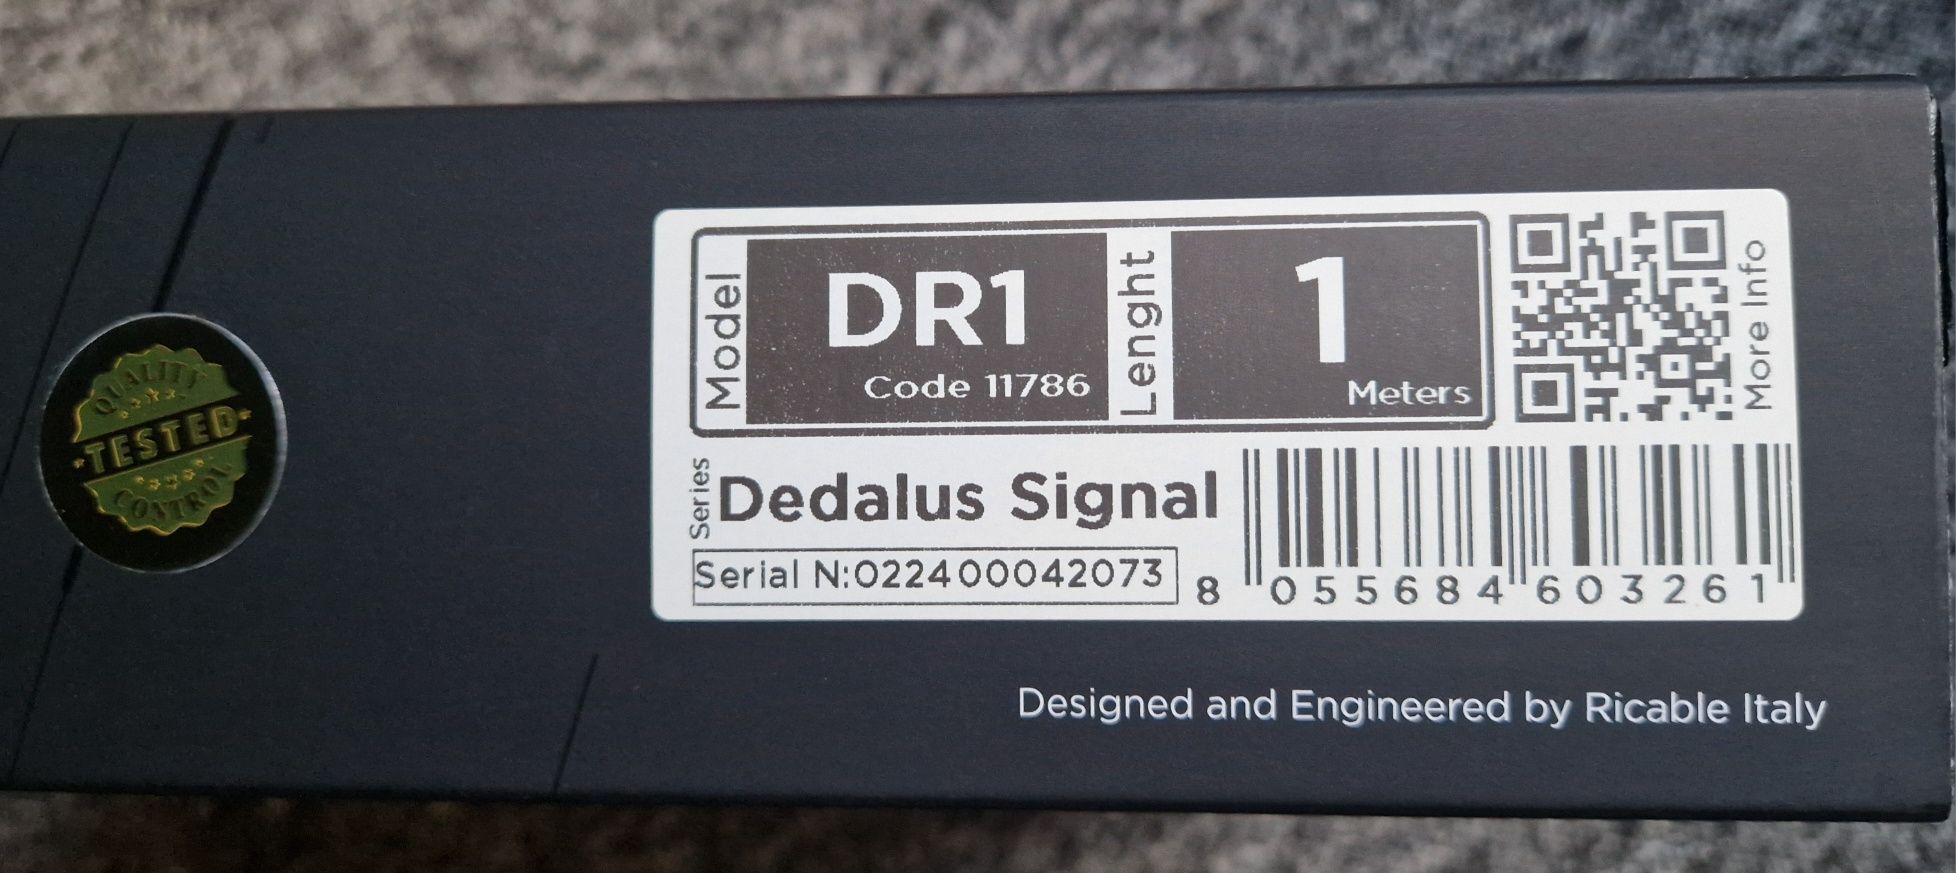 QUALITY
TESTED
CONTROL
Model
DR1
Code 11786
Lenght
1
Meters
More Info
Series
Dedalus Signal
Serial N:022400042073
8 055684 603261
Designed and Engineered by Ricable Italy